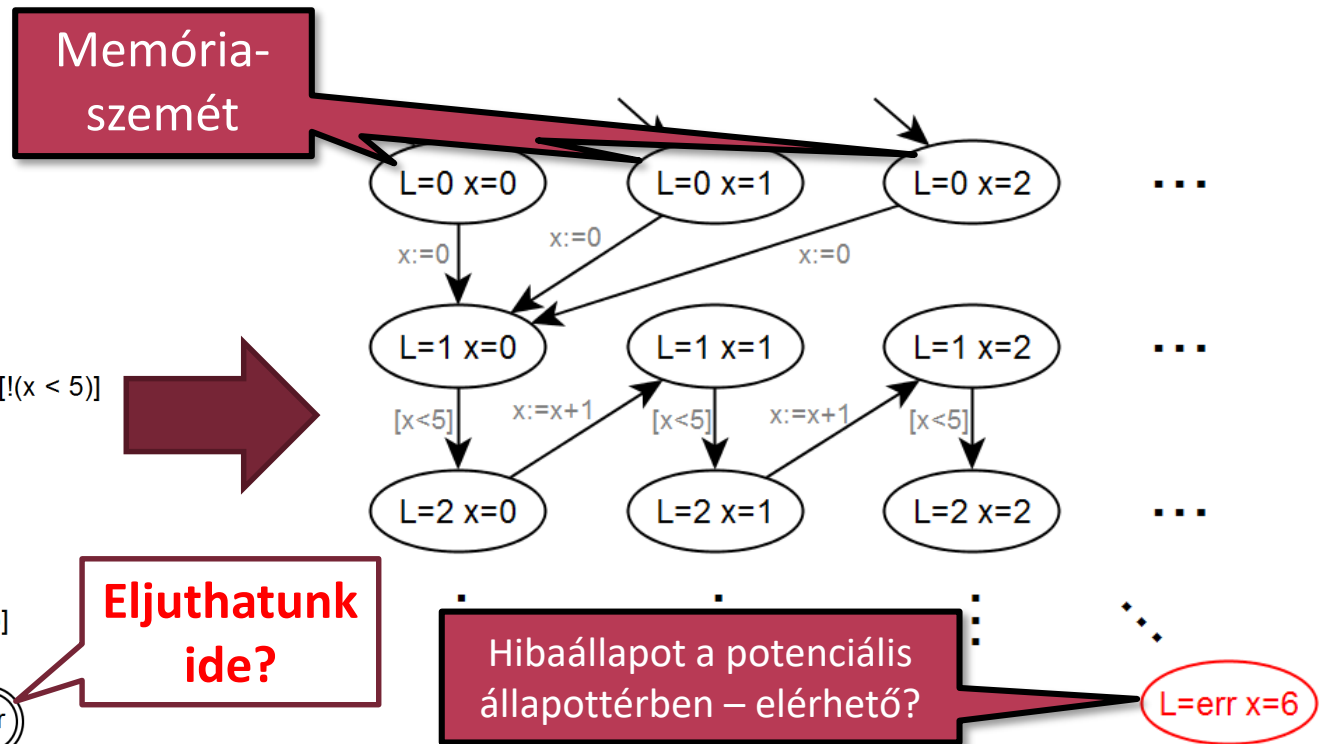 Memória-
szemét
L=0 x=0
L=0 x=1
L=0 x=2
...
x:=0
x:=0
x:=0
L=1 x=0
L=1 x=1
L=1 x=2
...
[!(x < 5)]
[x<5]
x:=x+1
[x<5]
x:=x+1
[x<5]
L=2 x=0
L=2 x=1
L=2 x=2
...
]
Eljuthatunk
ide?
Hibaállapot a potenciális
állapottérben – elérhető?
r
L=err x=6